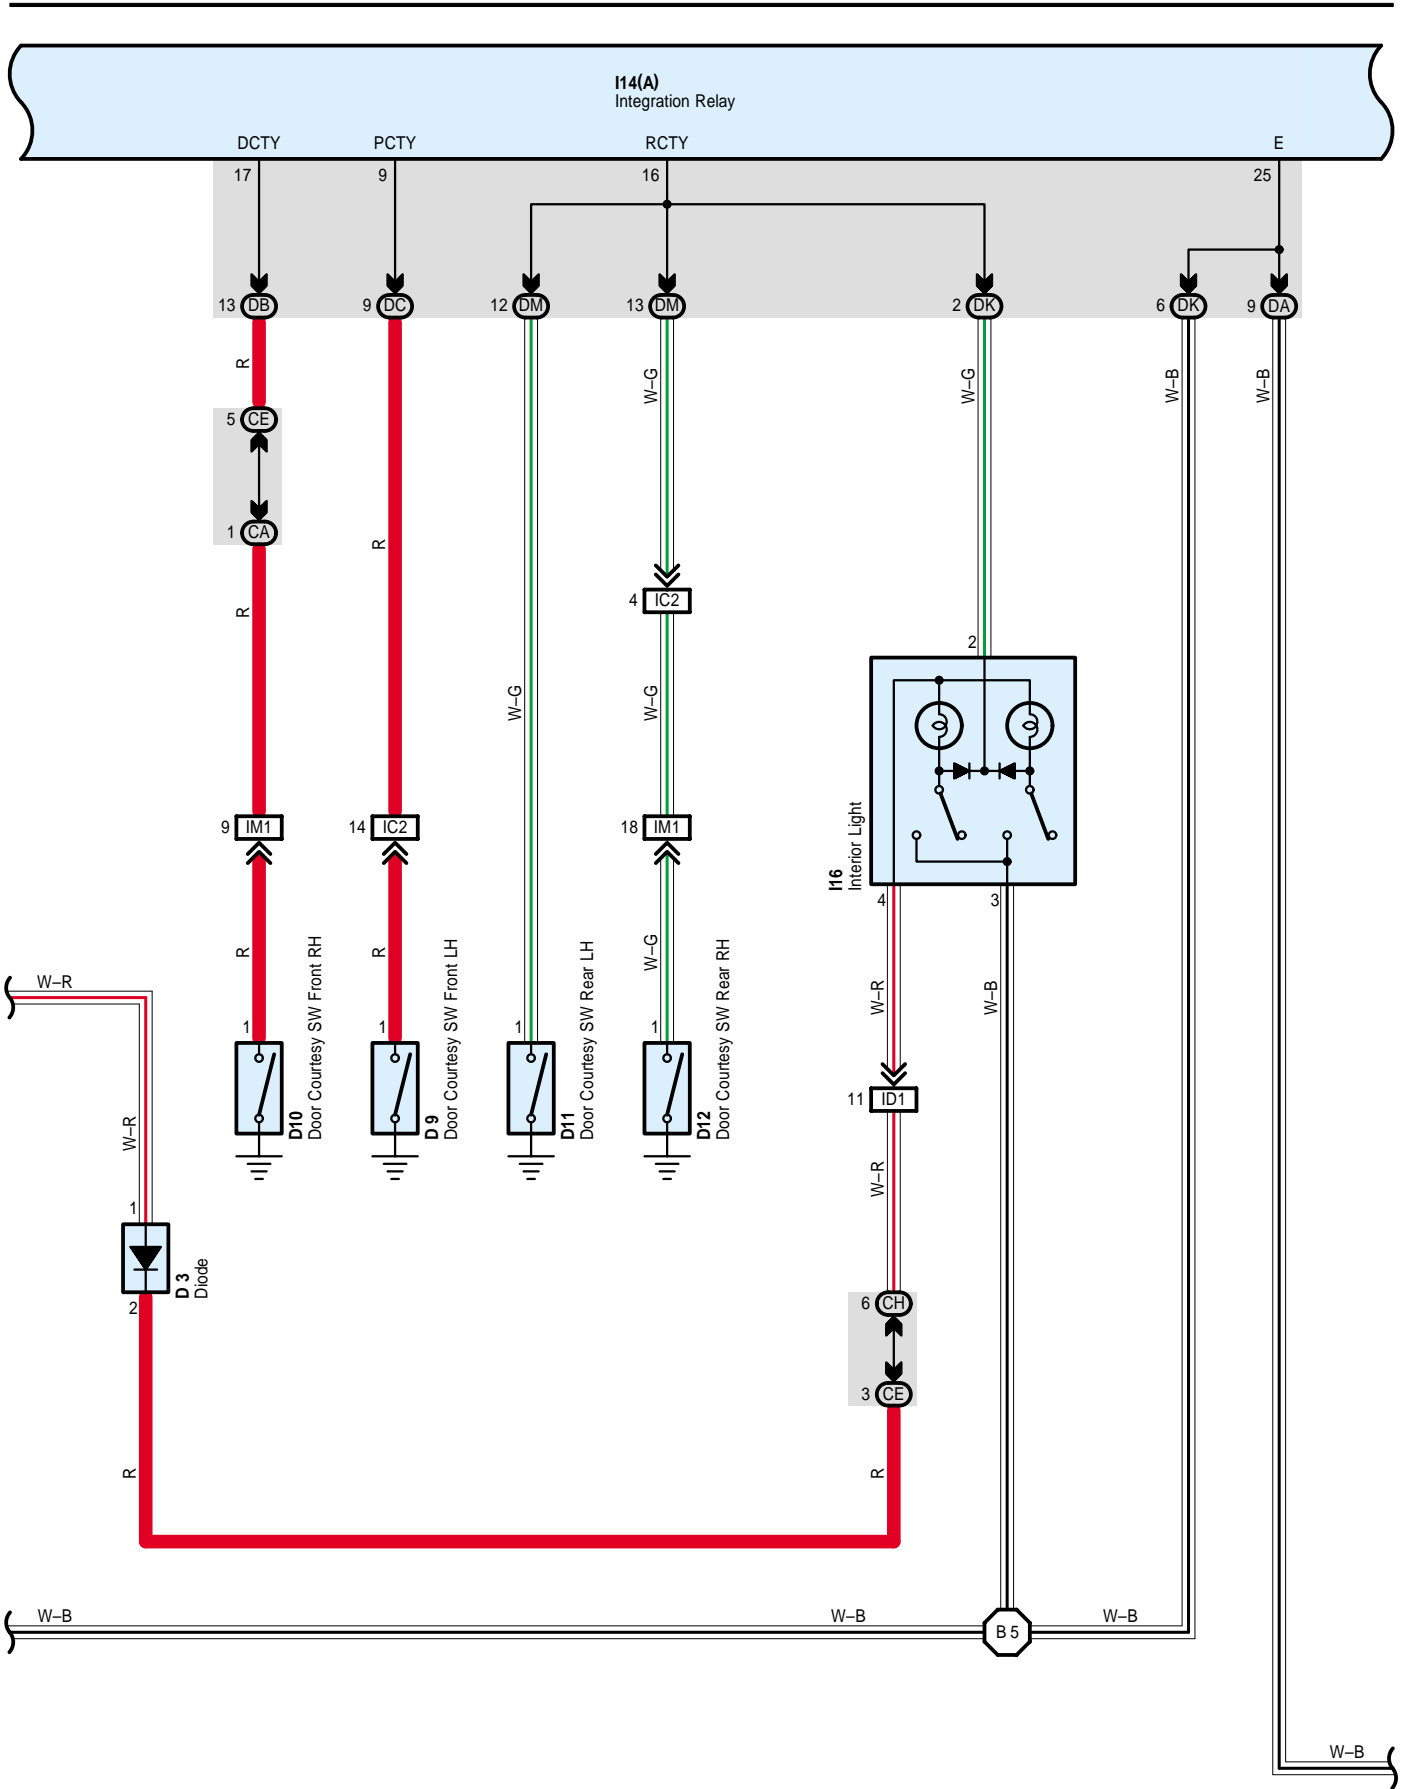 I14(A)
Integration Relay
DCTY PCTY RCTY E
17 9 16 25
13 DB 9 DC 12 DM 13 DM 2 DK 6 DK 9 DA
R W–G W–G W–B W–B
5 CE
1 CA
R
R
4 IC2
2
W–G W–G
9 IM1 14 IC2 18 IM1
I16
Interior Light
4 3
R R W–G
W–R W–B
W–R
1 1 1 1
D10
Door Courtesy SW Front RH
D 9
Door Courtesy SW Front LH
D11
Door Courtesy SW Rear LH
D12
Door Courtesy SW Rear RH
11 ID1
W–R W–R
1
D 3
Diode
2
6 CH
3 CE
R R
W–B W–B W–B
B 5
W–B